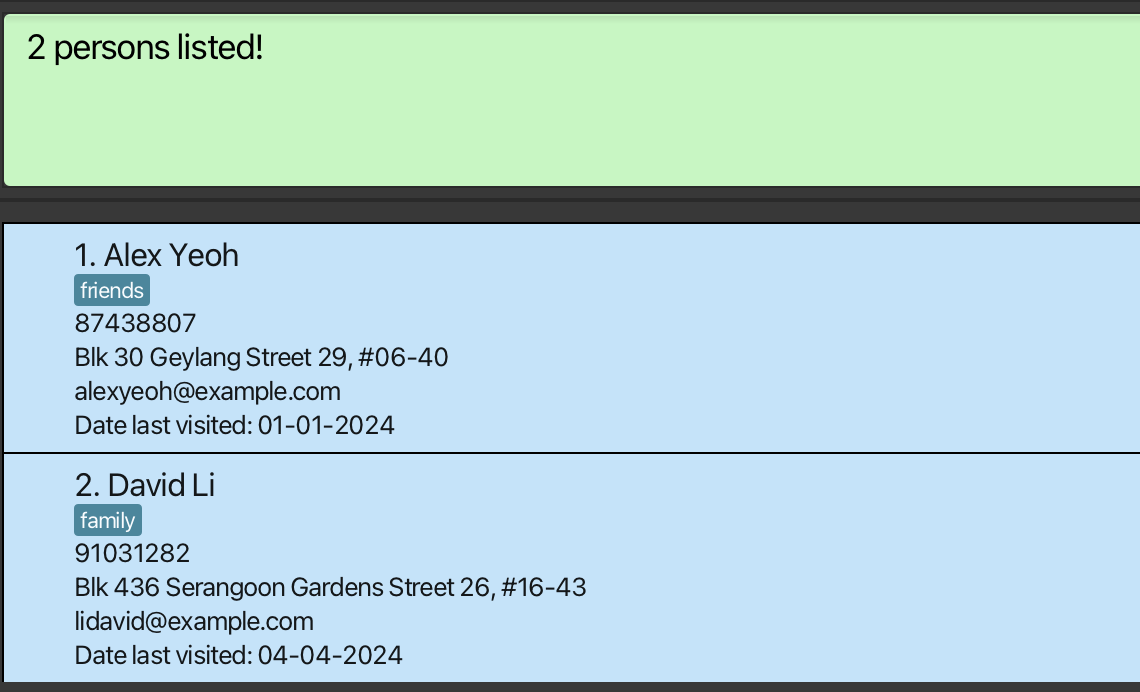 2 persons listed!
1. Alex Yeoh
friends
87438807
Blk 30 Geylang Street 29, #06-40
alexyeoh@example.com
Date last visited: 01-01-2024
2. David Li
family
91031282
Blk 436 Serangoon Gardens Street 26, #16-43
lidavid@example.com
Date last visited: 04-04-2024